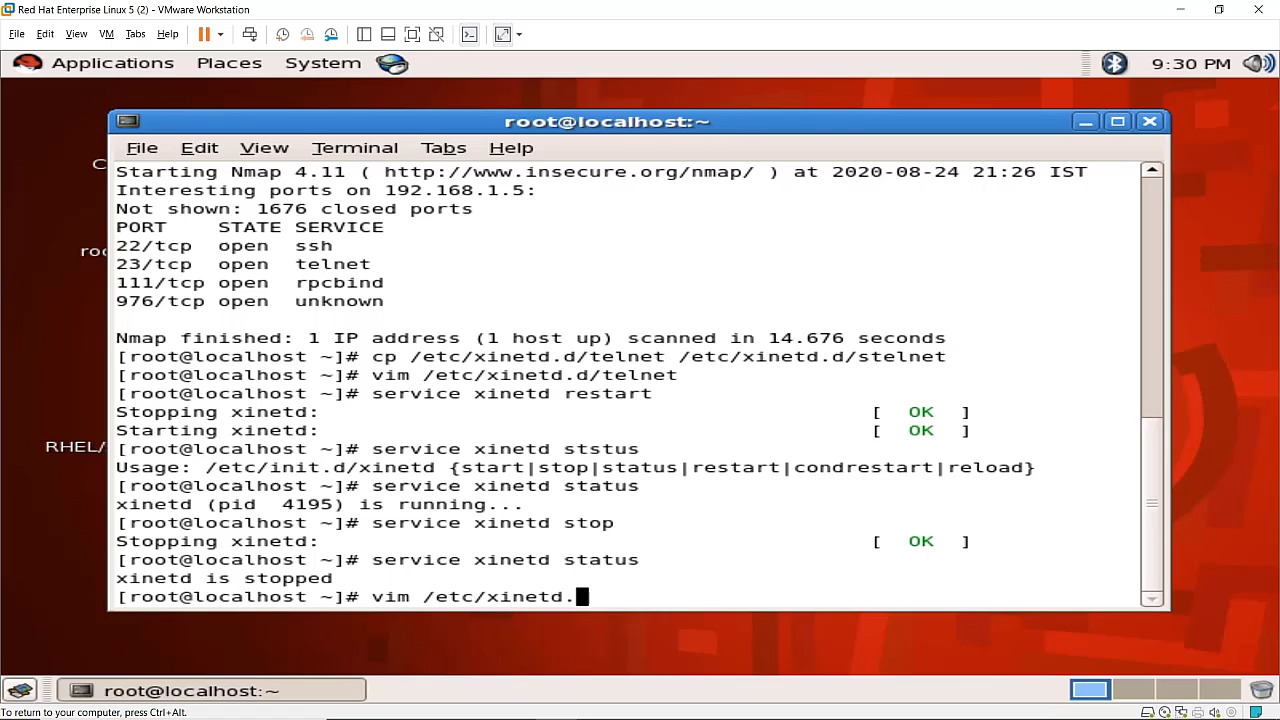 Red Hat Enterprise Linux 5 (2) - VMware Workstation
File Edit View VM Tabs Help
Applications Places System 9:30 PM
root@localhost:~
File Edit View Terminal Tabs Help
Starting Nmap 4.11 ( http://www.insecure.org/nmap/ ) at 2020-08-24 21:26 IST
Interesting ports on 192.168.1.5:
Not shown: 1676 closed ports
PORT    STATE SERVICE
22/tcp  open  ssh
23/tcp  open  telnet
111/tcp open  rpcbind
976/tcp open  unknown
Nmap finished: 1 IP address (1 host up) scanned in 14.676 seconds
[root@localhost ~]# cp /etc/xinetd.d/telnet /etc/xinetd.d/stelnet
[root@localhost ~]# vim /etc/xinetd.d/telnet
[root@localhost ~]# service xinetd restart
Stopping xinetd: [ OK ]
Starting xinetd: [ OK ]
[root@localhost ~]# service xinetd ststus
Usage: /etc/init.d/xinetd {start|stop|status|restart|condrestart|reload}
[root@localhost ~]# service xinetd status
xinetd (pid  4195) is running...
[root@localhost ~]# service xinetd stop
Stopping xinetd: [ OK ]
[root@localhost ~]# service xinetd status
xinetd is stopped
[root@localhost ~]# vim /etc/xinetd.
C
roo
RHEL/
root@localhost:~
To return to your computer, press Ctrl+Alt.